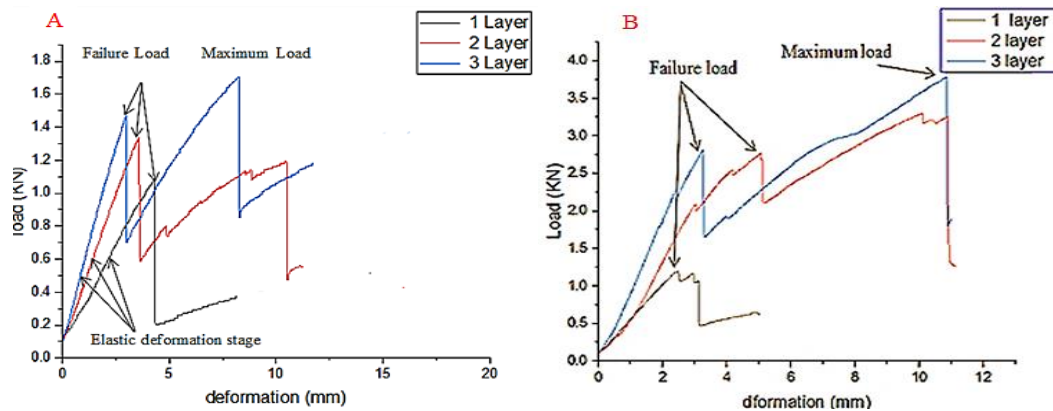 A
Failure Load
Maximum Load
1 Layer
2 Layer
3 Layer
load (KN)
1.8
1.6
1.4
1.2
1.0
0.8
0.6
0.4
0.2
0.0
Elastic deformation stage
0
5
10
15
20
deformation (mm)
B
Maximum load
Failure load
1 layer
2 layer
3 layer
Load (KN)
3.5
3.0
2.5
2.0
1.5
1.0
0.5
0.0
0
2
4
6
8
10
12
dformation (mm)